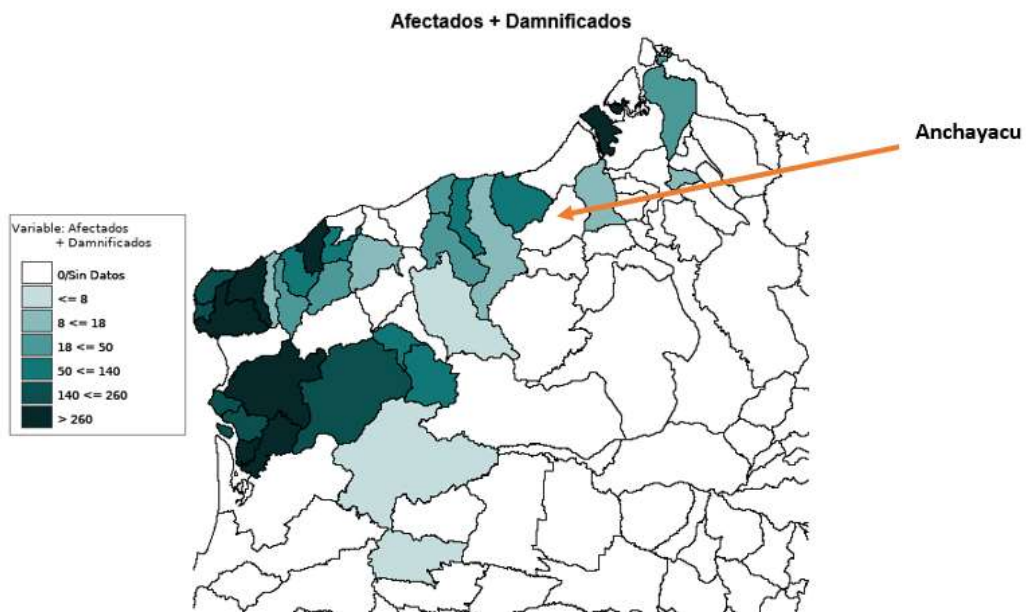 Afectados + Damnificados
Anchayacu
Variable: Afectados
+ Damnificados
0/Sin Datos
<= 8
8 <= 18
18 <= 50
50 <= 140
140 <= 260
> 260